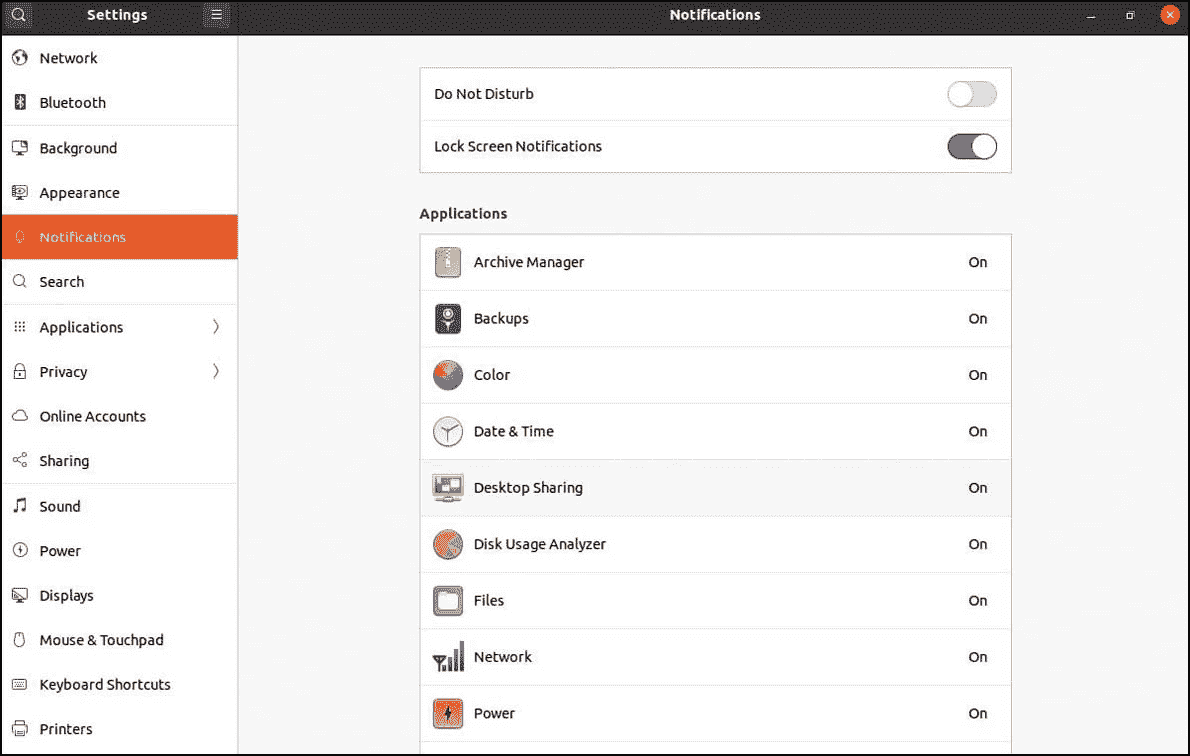 Settings
Notifications
Network
Bluetooth
Background
Appearance
Notifications
Search
Applications
Privacy
Online Accounts
Sharing
Sound
Power
Displays
Mouse & Touchpad
Keyboard Shortcuts
Printers
Do Not Disturb
Lock Screen Notifications
Applications
Archive Manager On
Backups On
Color On
Date & Time On
Desktop Sharing On
Disk Usage Analyzer On
Files On
Network On
Power On